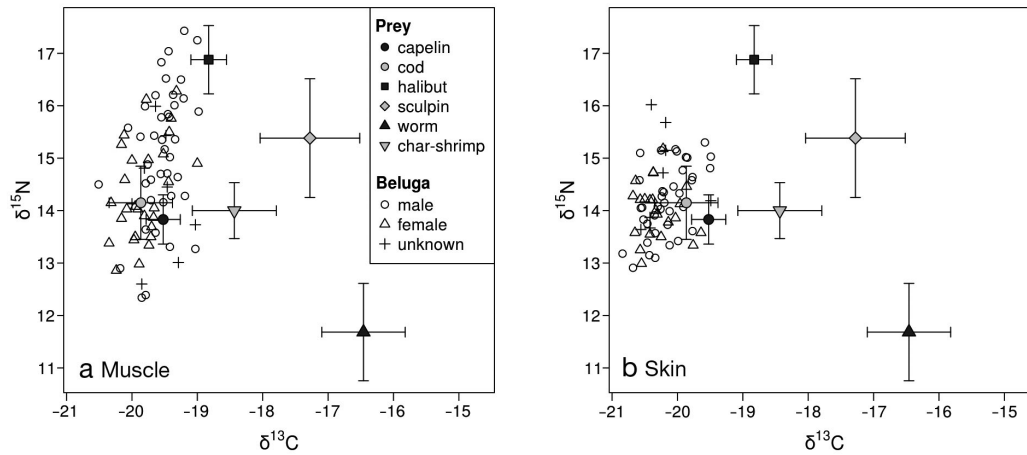 Prey
capelin
cod
halibut
sculpin
worm
char-shrimp
Beluga
male
female
unknown
17
16
15
14
13
12
11
δ15N
a Muscle
−21
−20
−19
−18
−17
−16
−15
δ13C
17
16
15
14
13
12
11
δ15N
b Skin
−21
−20
−19
−18
−17
−16
−15
δ13C